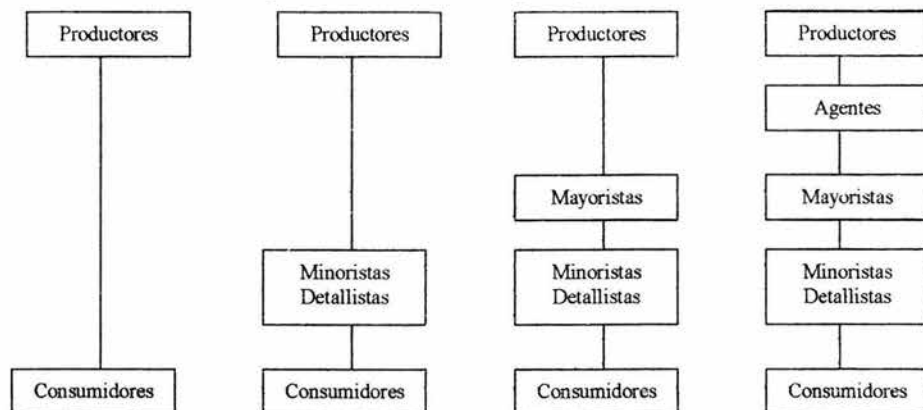 Productores
Productores
Productores
Productores
Agentes
Mayoristas
Mayoristas
Minoristas
Detallistas
Minoristas
Detallistas
Minoristas
Detallistas
Consumidores
Consumidores
Consumidores
Consumidores